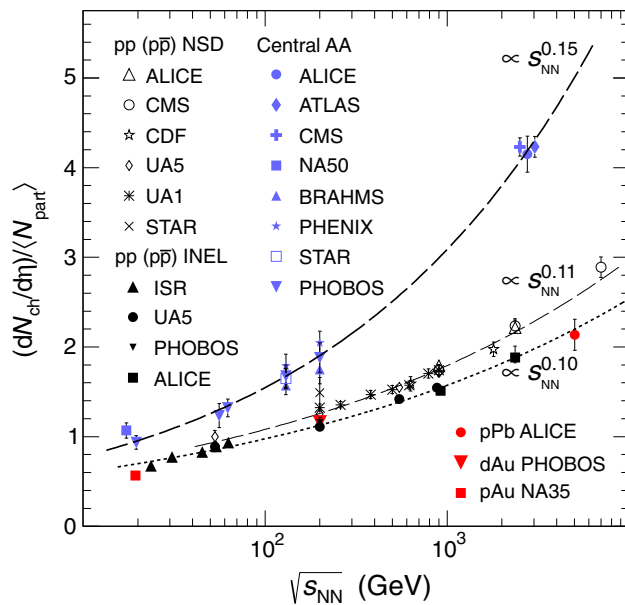 pp (pp̅) NSD
ALICE
CMS
CDF
UA5
UA1
STAR
pp (pp̅) INEL
ISR
UA5
PHOBOS
ALICE
Central AA
ALICE
ATLAS
CMS
NA50
BRAHMS
PHENIX
STAR
PHOBOS
∝ s_NN^0.15
∝ s_NN^0.11
∝ s_NN^0.10
pPb ALICE
dAu PHOBOS
pAu NA35
(dN_ch/dη)/⟨N_part⟩
5
4
3
2
1
0
10^2
10^3
√s_NN (GeV)